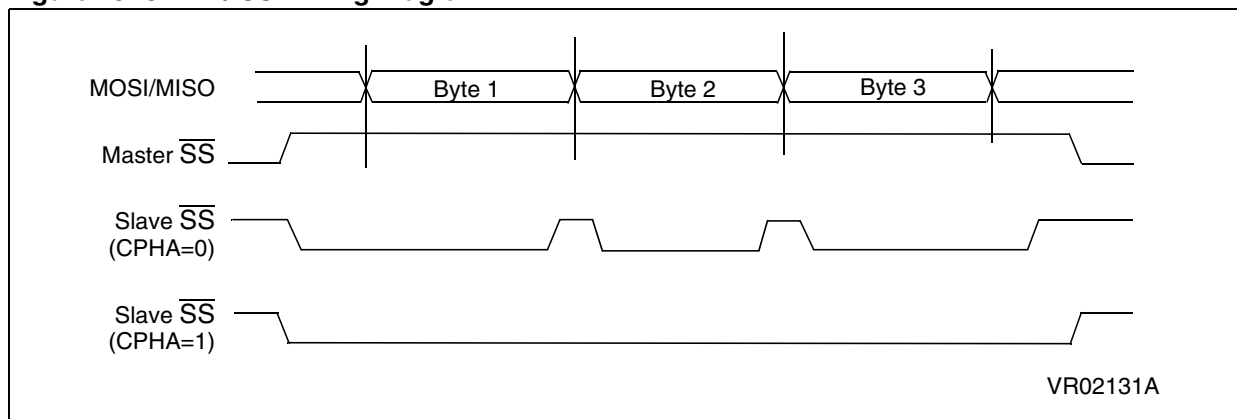 MOSI/MISO
Byte 1
Byte 2
Byte 3
Master SS
Slave SS
(CPHA=0)
Slave SS
(CPHA=1)
VR02131A